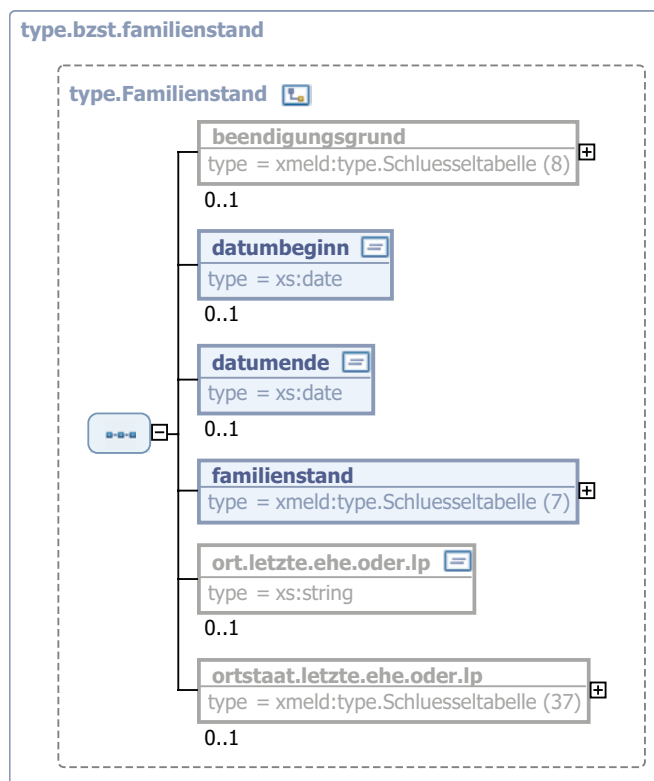 type.bzst.familienstand
type.Familienstand
beendigungsgrund
type = xmeld:type.Schluesseltabelle (8)
0..1
datumbeginn
type = xs:date
0..1
datumende
type = xs:date
0..1
familienstand
type = xmeld:type.Schluesseltabelle (7)
ort.letzte.ehe.oder.lp
type = xs:string
0..1
ortstaat.letzte.ehe.oder.lp
type = xmeld:type.Schluesseltabelle (37)
0..1